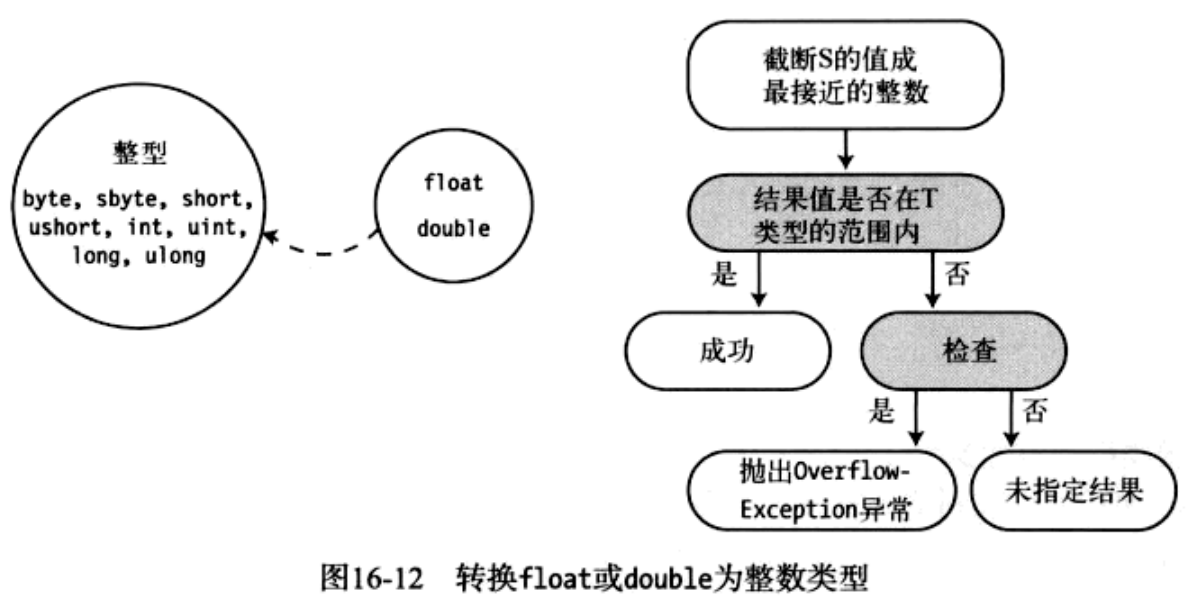 整型
byte, sbyte, short,
ushort, int, uint,
long, ulong
float
double
截断S的值成
最接近的整数
结果值是否在T
类型的范围内
是
否
成功
检查
是
否
抛出Overflow-
Exception异常
未指定结果
图16-12 转换float或double为整数类型